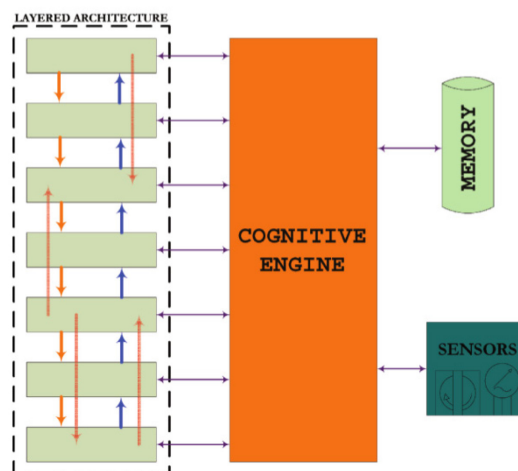 LAYERED ARCHITECTURE
COGNITIVE
ENGINE
MEMORY
SENSORS